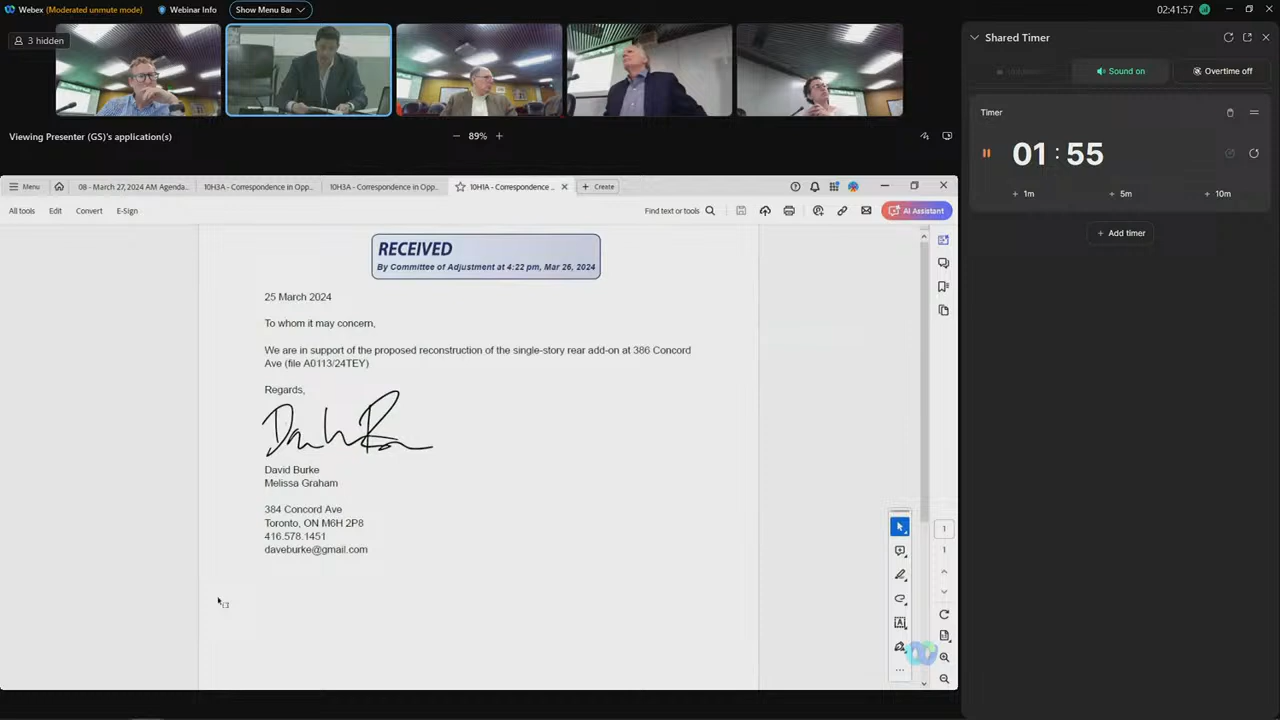 Webex (Moderated unmute mode) Webinar Info Show Menu Bar 02:41:57
3 hidden
Shared Timer
Sound on Overtime off
Timer
01:55
+ 1m + 5m + 10m
+ Add timer
Viewing Presenter (GS)'s application(s) − 89% +
Menu 08 - March 27,2024 AM Agenda... 10H3A - Correspondence in Opp... 10H3A - Correspondence in Opp... 10H1A - Correspondence ... + Create
All tools Edit Convert E-Sign Find text or tools AI Assistant
RECEIVED
By Committee of Adjustment at 4:22 pm, Mar 26, 2024
25 March 2024
To whom it may concern,
We are in support of the proposed reconstruction of the single-story rear add-on at 386 Concord
Ave (file A0113/24TEY)
Regards,
David Burke
Melissa Graham
384 Concord Ave
Toronto, ON M6H 2P8
416.578.1451
daveburke@gmail.com
1
1